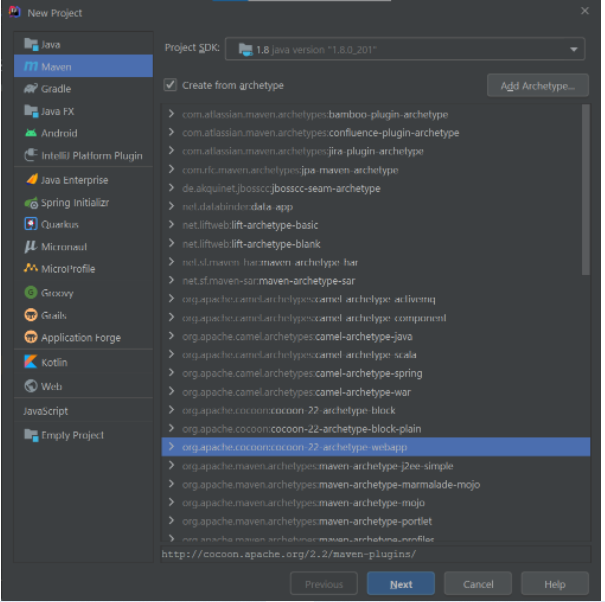 New Project
Java
Maven
Gradle
Java FX
Android
IntelliJ Platform Plugin
Java Enterprise
Spring Initializr
Quarkus
Micronaut
MicroProfile
Groovy
Grails
Application Forge
Kotlin
Web
JavaScript
Empty Project
Project SDK: 1.8 java version "1.8.0_201"
Create from archetype
Add Archetype...
com.atlassian.maven.archetypes:bamboo-plugin-archetype
com.atlassian.maven.archetypes:confluence-plugin-archetype
com.atlassian.maven.archetypes:jira-plugin-archetype
com.rfc.maven.archetypes:jpa-maven-archetype
de.akquinet.jbosscc:jbosscc-seam-archetype
net.databinder:data-app
net.liftweb:lift-archetype-basic
net.liftweb:lift-archetype-blank
net.sf.maven-har:maven-archetype-har
net.sf.maven-sar:maven-archetype-sar
org.apache.camel.archetypes:camel-archetype-activemq
org.apache.camel.archetypes:camel-archetype-component
org.apache.camel.archetypes:camel-archetype-java
org.apache.camel.archetypes:camel-archetype-scala
org.apache.camel.archetypes:camel-archetype-spring
org.apache.camel.archetypes:camel-archetype-war
org.apache.cocoon:cocoon-22-archetype-block
org.apache.cocoon:cocoon-22-archetype-block-plain
org.apache.cocoon:cocoon-22-archetype-webapp
org.apache.maven.archetypes:maven-archetype-j2ee-simple
org.apache.maven.archetypes:maven-archetype-marmalade-mojo
org.apache.maven.archetypes:maven-archetype-mojo
org.apache.maven.archetypes:maven-archetype-portlet
org.apache.maven.archetypes:maven-archetype-profiles
http://cocoon.apache.org/2.2/maven-plugins/
Previous
Next
Cancel
Help